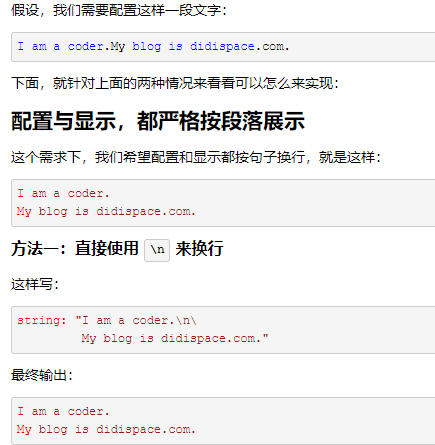 假设，我们需要配置这样一段文字：
I am a coder.My blog is didispace.com.
下面，就针对上面的两种情况来看看可以怎么来实现：
配置与显示，都严格按段落展示
这个需求下，我们希望配置和显示都按句子换行，就是这样：
I am a coder.
My blog is didispace.com.
方法一：直接使用 \n 来换行
这样写：
string: "I am a coder.\n\
         My blog is didispace.com."
最终输出：
I am a coder.
My blog is didispace.com.